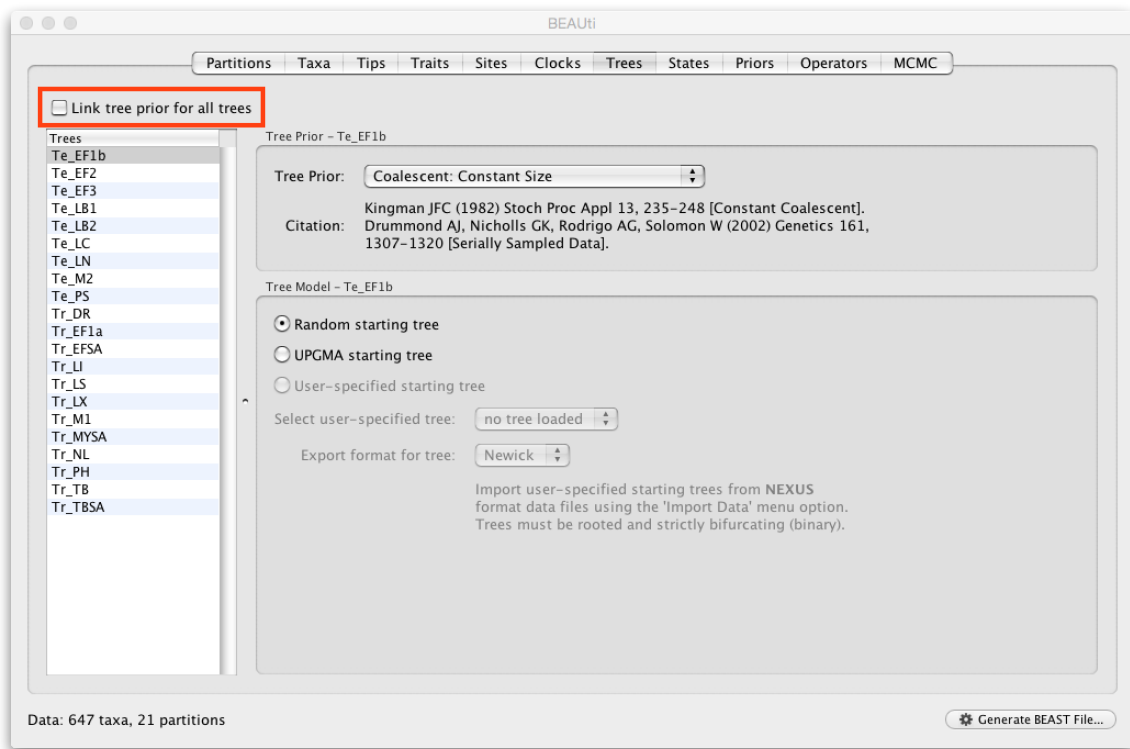 BEAUti
Partitions Taxa Tips Traits Sites Clocks Trees States Priors Operators MCMC
Link tree prior for all trees
Trees
Te_EF1b
Te_EF2
Te_EF3
Te_LB1
Te_LB2
Te_LC
Te_LN
Te_M2
Te_PS
Tr_DR
Tr_EF1a
Tr_EFSA
Tr_LI
Tr_LS
Tr_LX
Tr_M1
Tr_MYSA
Tr_NL
Tr_PH
Tr_TB
Tr_TBSA
Tree Prior - Te_EF1b
Tree Prior: Coalescent: Constant Size
Citation:
Kingman JFC (1982) Stoch Proc Appl 13, 235-248 [Constant Coalescent].
Drummond AJ, Nicholls GK, Rodrigo AG, Solomon W (2002) Genetics 161,
1307-1320 [Serially Sampled Data].
Tree Model - Te_EF1b
Random starting tree
UPGMA starting tree
User-specified starting tree
Select user-specified tree: no tree loaded
Export format for tree: Newick
Import user-specified starting trees from NEXUS
format data files using the 'Import Data' menu option.
Trees must be rooted and strictly bifurcating (binary).
Data: 647 taxa, 21 partitions
Generate BEAST File...